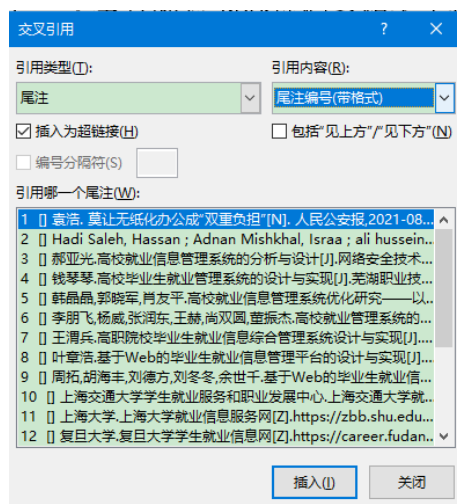 交叉引用 ? ×
引用类型(T): 引用内容(R):
尾注 尾注编号(带格式)
插入为超链接(H) 包括“见上方”/“见下方”(N)
编号分隔符(S)
引用哪一个尾注(W):
1 [] 袁浩. 莫让无纸化办公成“双重负担”[N]. 人民公安报,2021-08...
2 [] Hadi Saleh, Hassan ; Adnan Mishkhal, Israa ; ali hussein...
3 [] 郝亚光.高校就业信息管理系统的分析与设计[J].网络安全技术...
4 [] 钱琴琴.高校毕业生就业管理系统的设计与实现[J].芜湖职业技...
5 [] 韩晶晶,郭晓军,肖友平.高校就业信息管理系统优化研究——以...
6 [] 李朋飞,杨威,张润东,王赫,尚双圆,董振杰.高校就业管理系统的...
7 [] 王渭兵.高职院校毕业生就业信息综合管理系统设计与实现[J]....
8 [] 叶章浩.基于Web的毕业生就业信息管理平台的设计与实现[J]....
9 [] 周拓,胡海丰,刘德方,刘冬冬,余世干.基于Web的毕业生就业信...
10 [] 上海交通大学学生就业服务和职业发展中心.上海交通大学就...
11 [] 上海大学.上海大学就业信息服务网[Z].https://zbb.shu.edu...
12 [] 复旦大学.复旦大学学生就业信息网[Z].https://career.fudan...
插入(I) 关闭